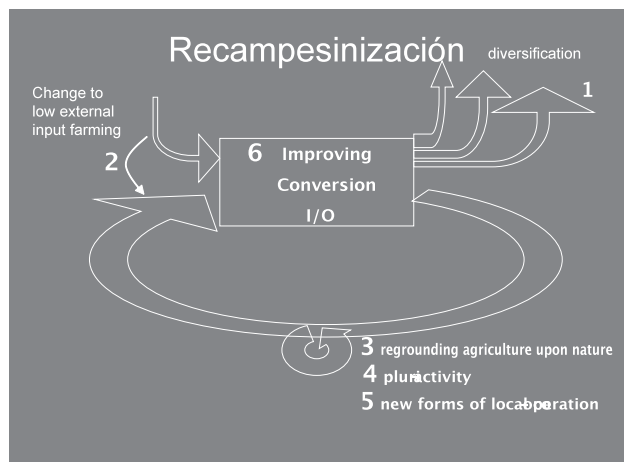 Recampesinización
diversification
1
Change to
low external
input farming
2
6 Improving
Conversion
I/O
3 regrounding agriculture upon nature
4
5 new forms of